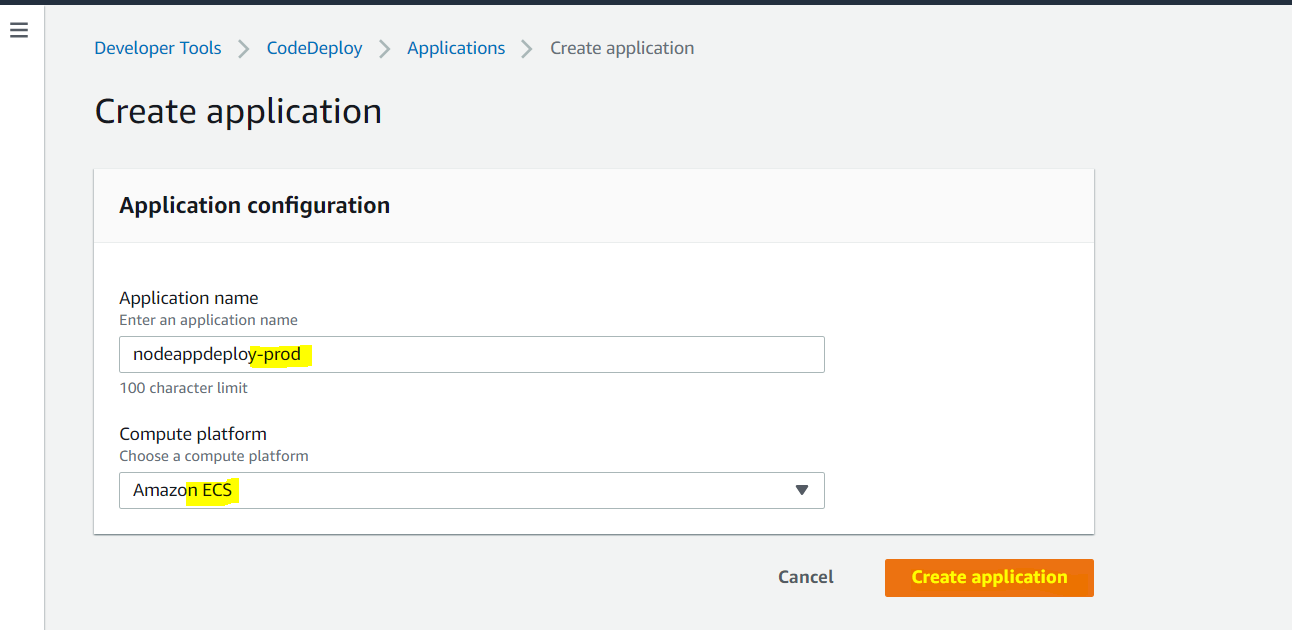 Developer Tools > CodeDeploy > Applications > Create application
Create application
Application configuration
Application name
Enter an application name
nodeappdeploy-prod
100 character limit
Compute platform
Choose a compute platform
Amazon ECS
Cancel Create application